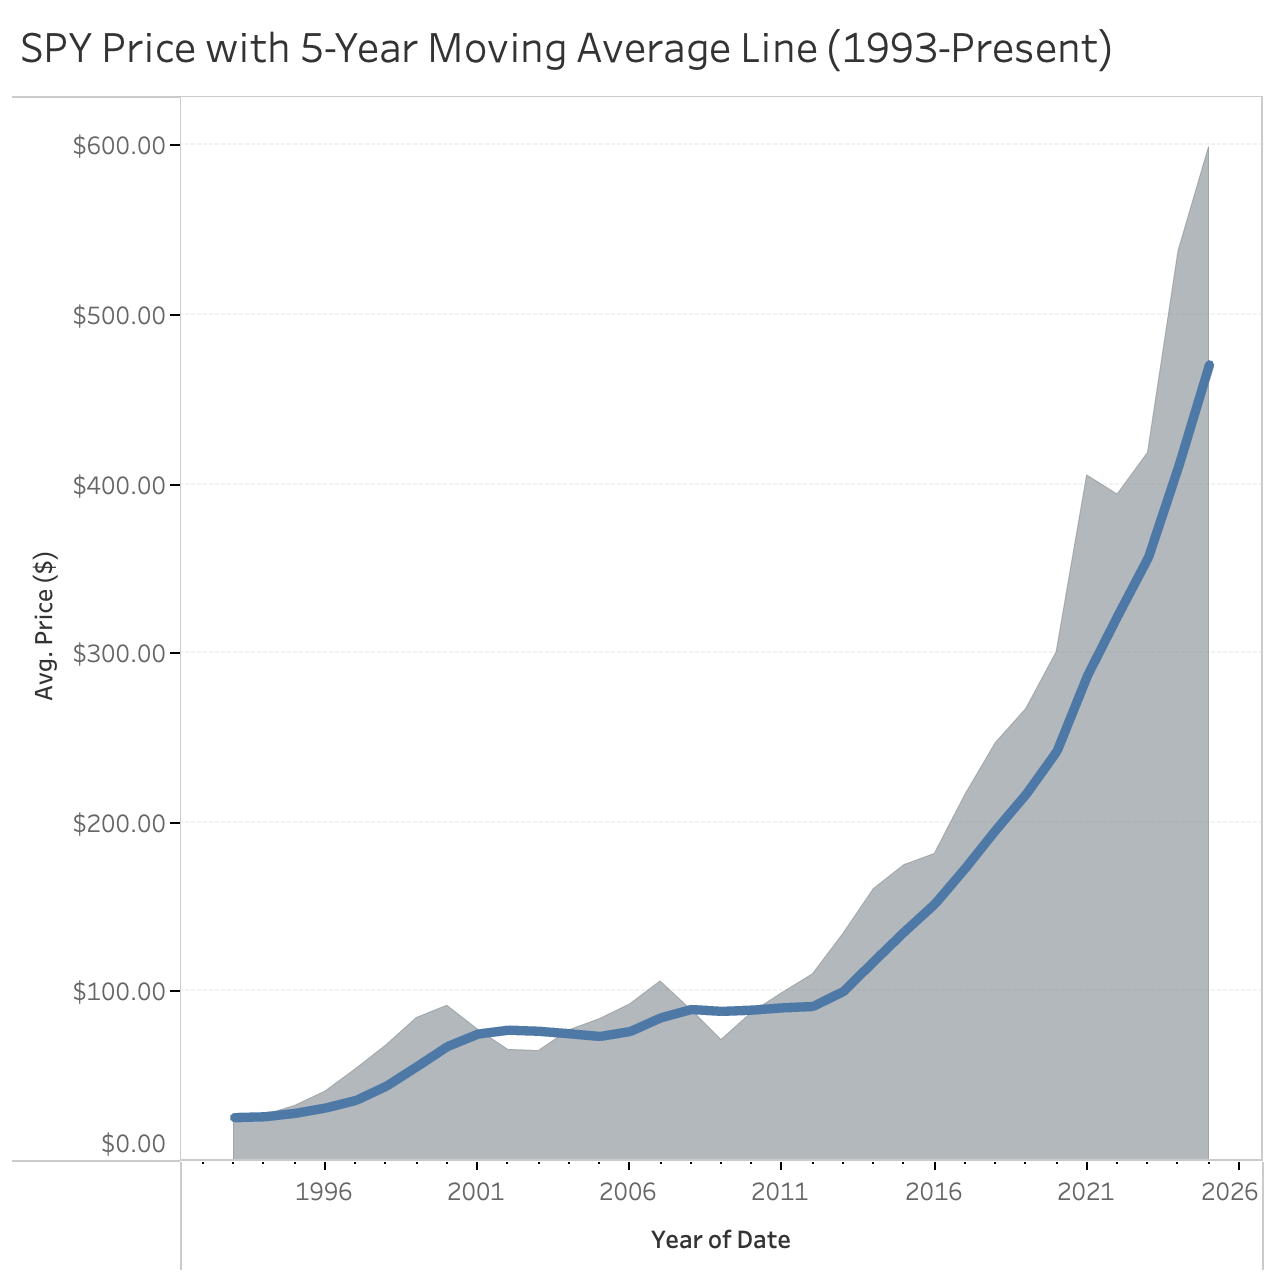 SPY Price with 5-Year Moving Average Line (1993-Present)
$600.00
$500.00
$400.00
$300.00
$200.00
$100.00
$0.00
Avg. Price ($)
1996 2001 2006 2011 2016 2021 2026
Year of Date